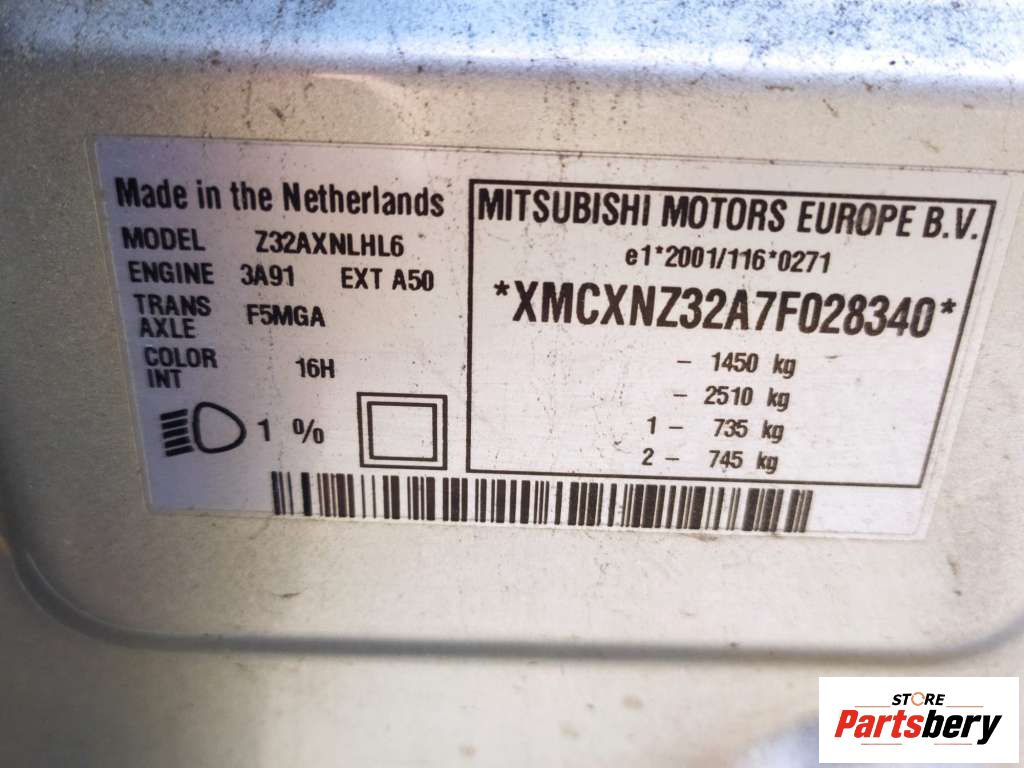 Made in the Netherlands
MODEL Z32AXNLHL6
ENGINE 3A91 EXT A50
TRANS
AXLE F5MGA
COLOR
INT 16H
1 %
MITSUBISHI MOTORS EUROPE B.V.
e1*2001/116*0271
*XMCXNZ32A7F028340*
- 1450 kg
- 2510 kg
1 - 735 kg
2 - 745 kg
STORE
Partsbery